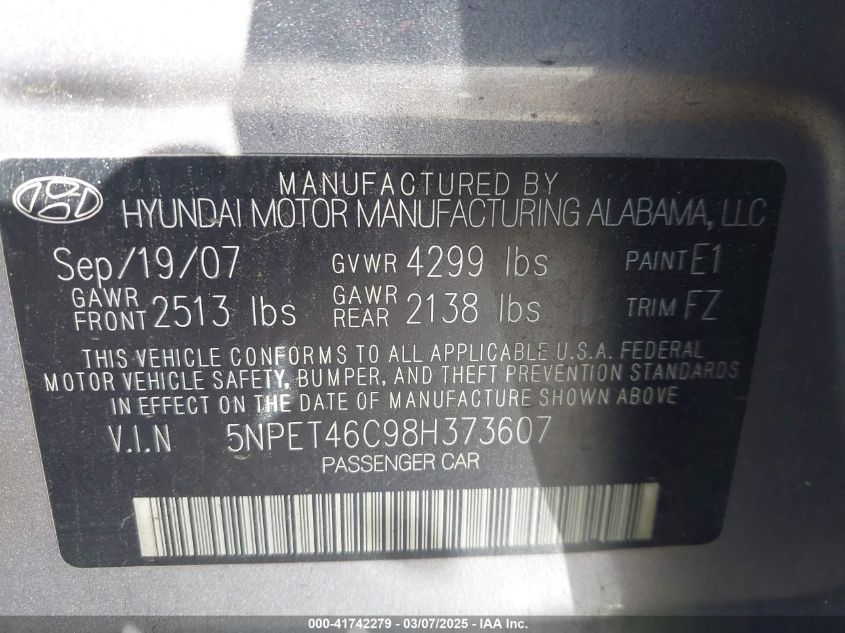 MANUFACTURED BY
HYUNDAI MOTOR MANUFACTURING ALABAMA, LLC
Sep/19/07 GVWR 4299 lbs PAINT E1
GAWR FRONT 2513 lbs GAWR REAR 2138 lbs TRIM FZ
THIS VEHICLE CONFORMS TO ALL APPLICABLE U.S.A. FEDERAL
MOTOR VEHICLE SAFETY, BUMPER, AND THEFT PREVENTION STANDARDS
IN EFFECT ON THE DATE OF MANUFACTURE SHOWN ABOVE
V.I.N 5NPET46C98H373607
PASSENGER CAR
000-41742279 - 03/07/2025 - IAA Inc.